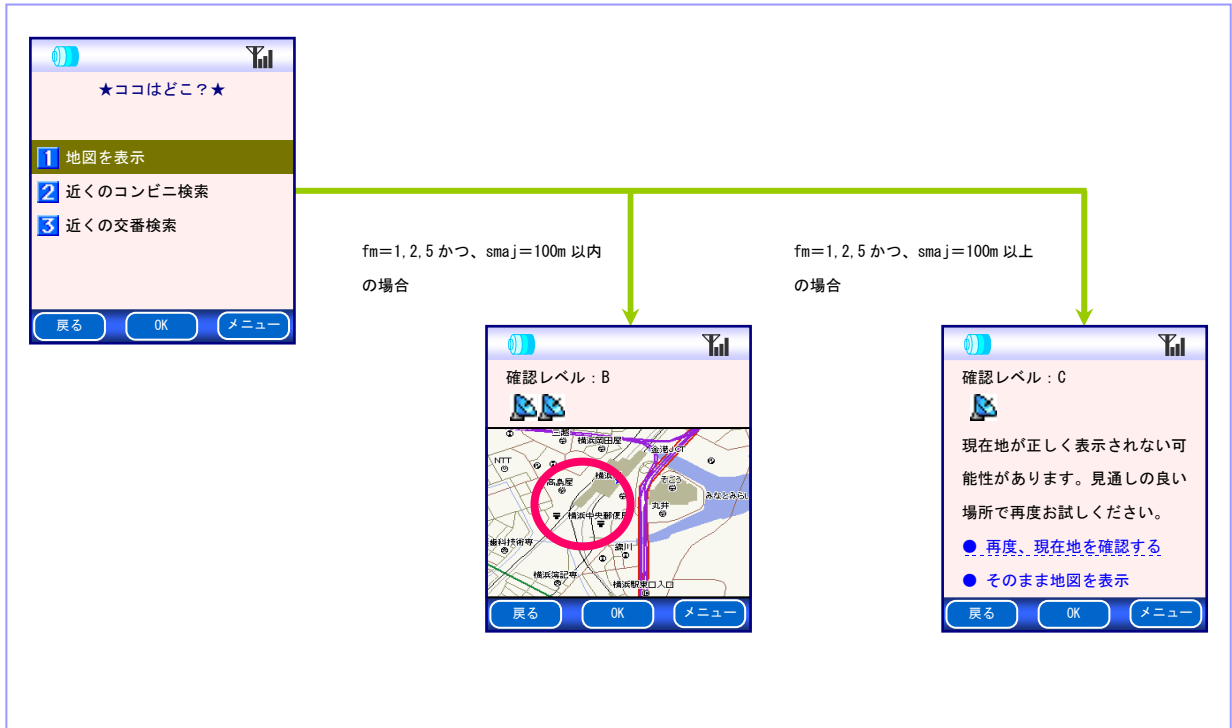 ★ココはどこ？★
1 地図を表示
2 近くのコンビニ検索
3 近くの交番検索
戻る OK メニュー
fm＝1,2,5 かつ、smaj＝100m 以内
の場合
fm＝1,2,5 かつ、smaj＝100m 以上
の場合
確認レベル：B
三越
横浜岡田屋
金港JCT
NTT
高島屋
横浜
そごう
みなとみらい
丸井
横浜中央郵便局
歯科技術専
錦川
横浜簿記専
横浜駅東口入口
戻る OK メニュー
確認レベル：C
現在地が正しく表示されない可
能性があります。見通しの良い
場所で再度お試しください。
● 再度、現在地を確認する
● そのまま地図を表示
戻る OK メニュー